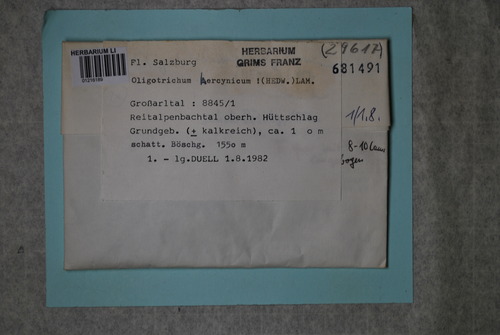 HERBARIUM LI
Fl. Salzburg
HERBARIUM
GRIMS FRANZ
(29617)
681491
Oligotrichum hercynicum !(HEDW.)LAM.
Großarltal : 8845/1
Reitalpenbachtal oberh. Hüttschlag
Grundgeb. (± kalkreich), ca. 1 o m
schatt. Böschg. 155o m
1. - lg.DUELL 1.8.1982
1/1.8.
8-10
bogen